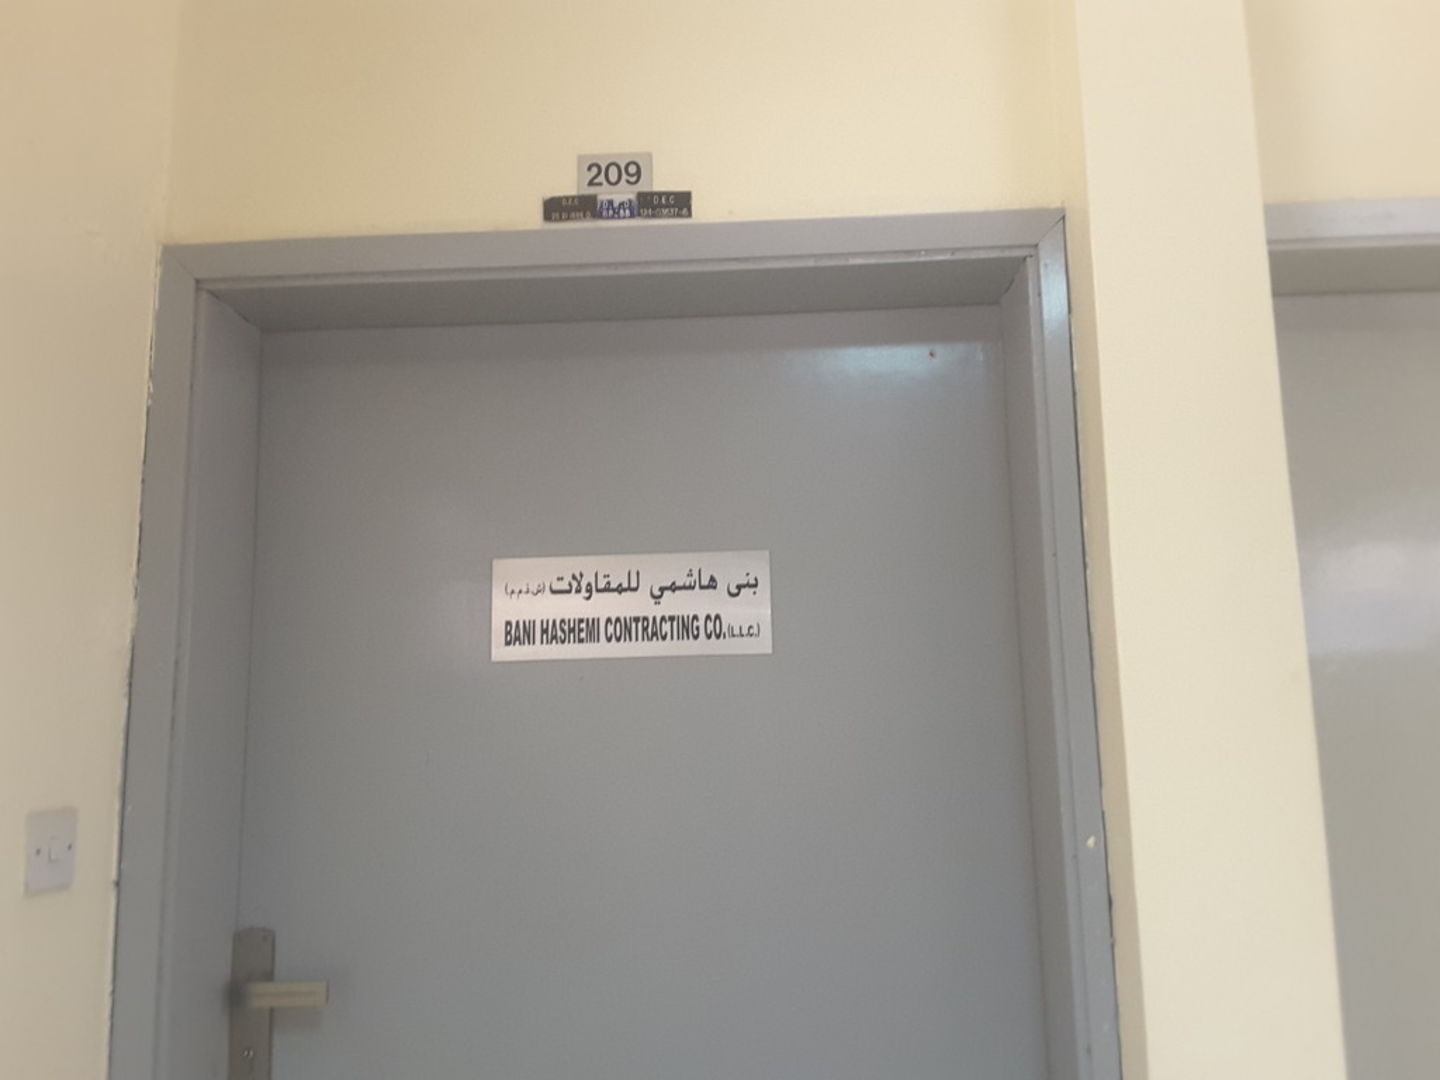 209
D.E.C
D.E.C
بنى هاشمي للمقاولات (ش.ذ.م.م)
BANI HASHEMI CONTRACTING CO. (L.L.C.)